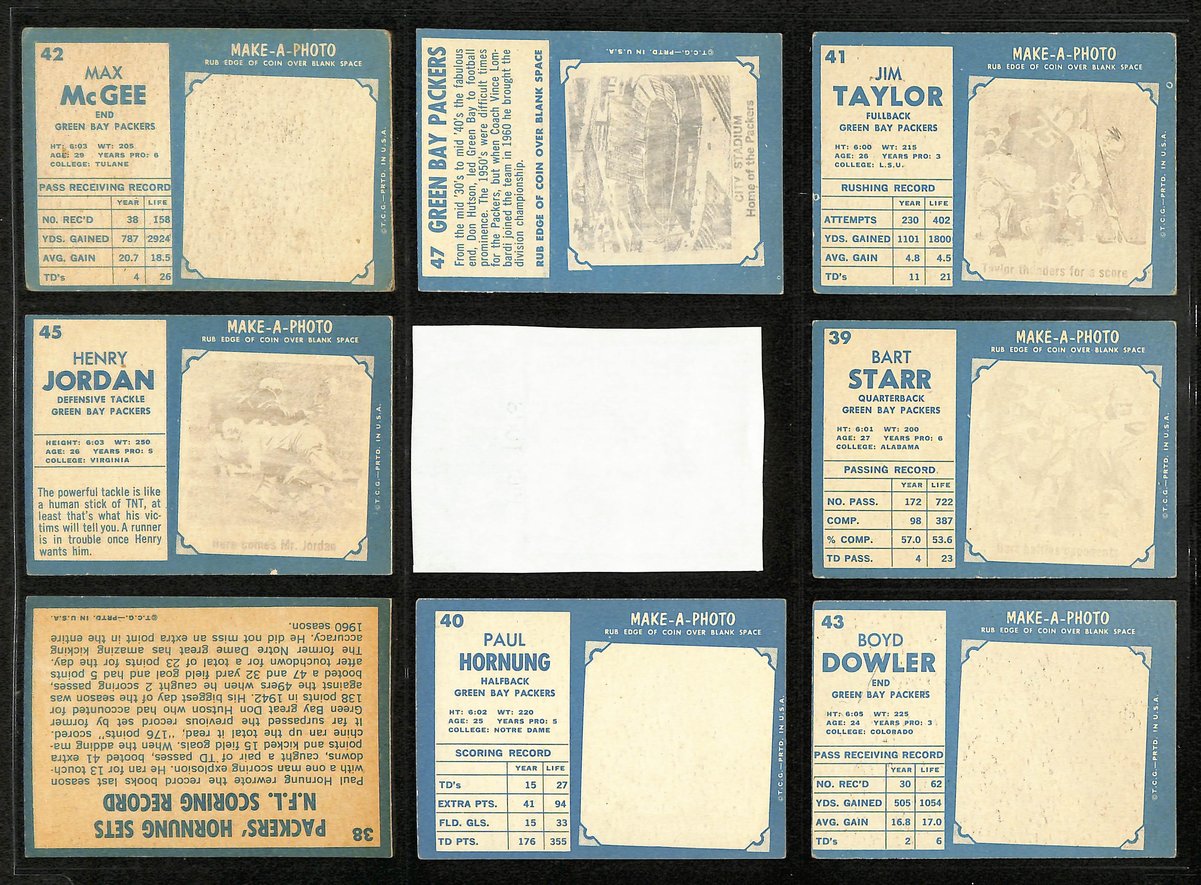 42
MAX
McGEE
END
GREEN BAY PACKERS
HT: 6:03 WT: 205
AGE: 29 YEARS PRO: 6
COLLEGE: TULANE
PASS RECEIVING RECORD
YEAR LIFE
NO. REC'D 38 158
YDS. GAINED 787 2924
AVG. GAIN 20.7 18.5
TD's 4 26
MAKE-A-PHOTO
RUB EDGE OF COIN OVER BLANK SPACE
©T.C.G.—PRTD. IN U.S.A.
47 GREEN BAY PACKERS
From the mid '30's to mid '40's the fabulous
end, Don Hutson, led Green Bay to football
prominence. The 1950's were difficult times
for the Packers, but when Coach Vince Lom-
bardi joined the team in 1960 he brought the
division championship.
RUB EDGE OF COIN OVER BLANK SPACE
CITY STADIUM
Home of the Packers
©T.C.G.—PRTD. IN U.S.A.
41
JIM
TAYLOR
FULLBACK
GREEN BAY PACKERS
HT: 6:00 WT: 215
AGE: 26 YEARS PRO: 3
COLLEGE: L.S.U.
RUSHING RECORD
YEAR LIFE
ATTEMPTS 230 402
YDS. GAINED 1101 1800
AVG. GAIN 4.8 4.5
TD's 11 21
MAKE-A-PHOTO
RUB EDGE OF COIN OVER BLANK SPACE
Taylor thunders for a score
©T.C.G.—PRTD. IN U.S.A.
45
HENRY
JORDAN
DEFENSIVE TACKLE
GREEN BAY PACKERS
HEIGHT: 6:03 WT: 250
AGE: 26 YEARS PRO: 5
COLLEGE: VIRGINIA
The powerful tackle is like
a human stick of TNT, at
least that's what his vic-
tims will tell you. A runner
is in trouble once Henry
wants him.
MAKE-A-PHOTO
RUB EDGE OF COIN OVER BLANK SPACE
Here comes Mr. Jordan
©T.C.G.—PRTD. IN U.S.A.
39
BART
STARR
QUARTERBACK
GREEN BAY PACKERS
HT: 6:01 WT: 200
AGE: 27 YEARS PRO: 6
COLLEGE: ALABAMA
PASSING RECORD
YEAR LIFE
NO. PASS. 172 722
COMP. 98 387
% COMP. 57.0 53.6
TD PASS. 4 23
MAKE-A-PHOTO
RUB EDGE OF COIN OVER BLANK SPACE
©T.C.G.—PRTD. IN U.S.A.
38
PACKERS' HORNUNG SETS
N.F.L. SCORING RECORD
Paul Hornung rewrote the record books last season
with a one man scoring explosion. He ran for 13 touch-
downs, caught a pair of TD passes, booted 41 extra
points and kicked 15 field goals. When the adding ma-
chine ran up the total it read, "176" points, scored.
It far surpassed the previous record set by former
Green Bay great Don Hutson who had accounted for
138 points in 1942. His biggest day of the season was
against the 49ers when he caught 2 scoring passes,
booted a 47 and 32 yard field goal and had 5 points
after touchdown for a total of 23 points for the day.
The former Notre Dame great has amazing kicking
accuracy. He did not miss an extra point in the entire
1960 season.
©T.C.G.—PRTD. IN U.S.A.
40
PAUL
HORNUNG
HALFBACK
GREEN BAY PACKERS
HT: 6:02 WT: 220
AGE: 25 YEARS PRO: 5
COLLEGE: NOTRE DAME
SCORING RECORD
YEAR LIFE
TD's 15 27
EXTRA PTS. 41 94
FLD. GLS. 15 33
TD PTS. 176 355
MAKE-A-PHOTO
RUB EDGE OF COIN OVER BLANK SPACE
©T.C.G.—PRTD. IN U.S.A.
43
BOYD
DOWLER
END
GREEN BAY PACKERS
HT: 6:05 WT: 225
AGE: 24 YEARS PRO: 3
COLLEGE: COLORADO
PASS RECEIVING RECORD
YEAR LIFE
NO. REC'D 30 62
YDS. GAINED 505 1054
AVG. GAIN 16.8 17.0
TD's 2 6
MAKE-A-PHOTO
RUB EDGE OF COIN OVER BLANK SPACE
©T.C.G.—PRTD. IN U.S.A.